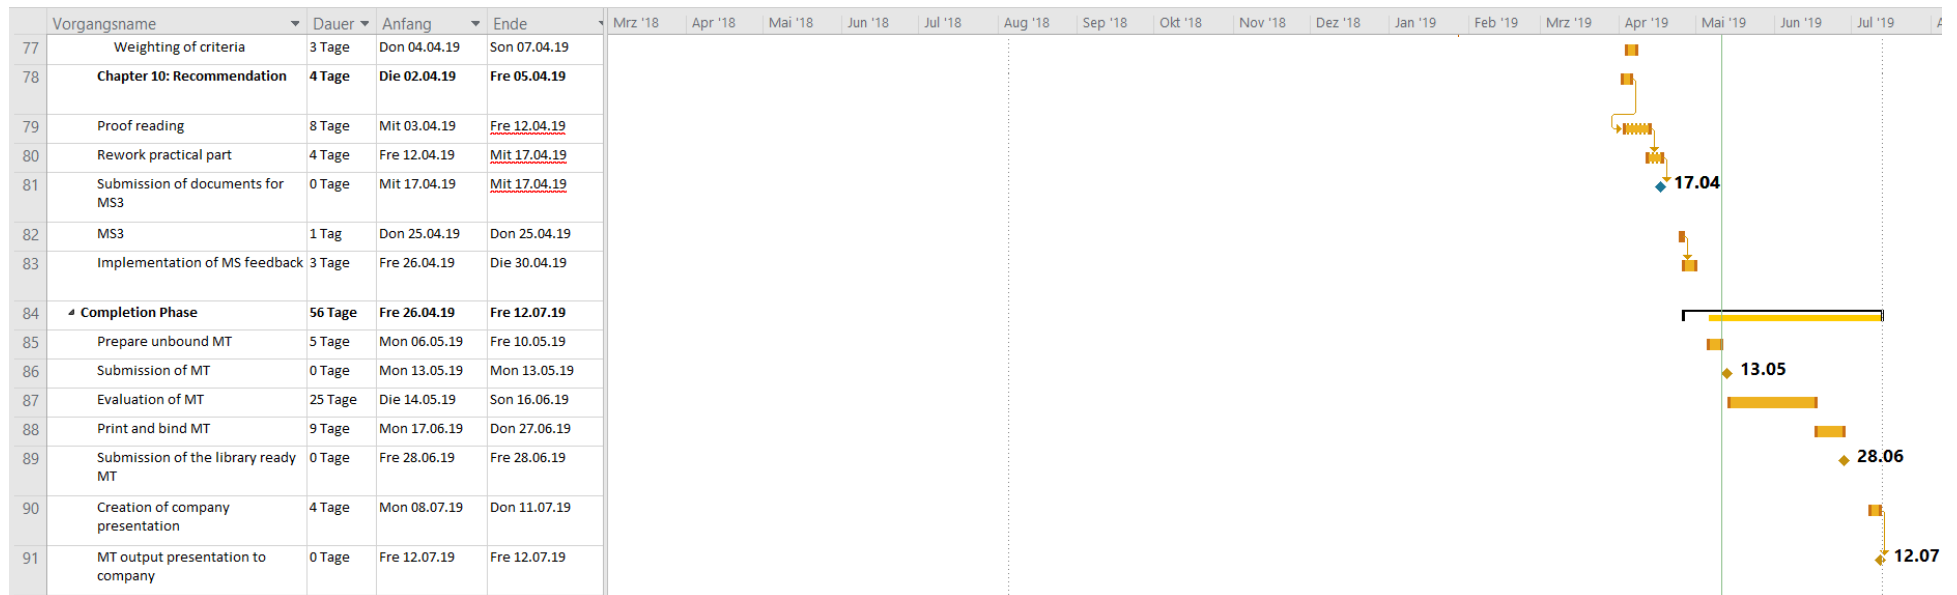 Vorgangsname Dauer Anfang Ende Mrz '18 Apr '18 Mai '18 Jun '18 Jul '18 Aug '18 Sep '18 Okt '18 Nov '18 Dez '18 Jan '19 Feb '19 Mrz '19 Apr '19 Mai '19 Jun '19 Jul '19 A
77 Weighting of criteria 3 Tage Don 04.04.19 Son 07.04.19
78 Chapter 10: Recommendation 4 Tage Die 02.04.19 Fre 05.04.19
79 Proof reading 8 Tage Mit 03.04.19 Fre 12.04.19
80 Rework practical part 4 Tage Fre 12.04.19 Mit 17.04.19
81 Submission of documents for 0 Tage Mit 17.04.19 Mit 17.04.19 17.04
MS3
82 MS3 1 Tag Don 25.04.19 Don 25.04.19
83 Implementation of MS feedback 3 Tage Fre 26.04.19 Die 30.04.19
84 Completion Phase 56 Tage Fre 26.04.19 Fre 12.07.19
85 Prepare unbound MT 5 Tage Mon 06.05.19 Fre 10.05.19
86 Submission of MT 0 Tage Mon 13.05.19 Mon 13.05.19 13.05
87 Evaluation of MT 25 Tage Die 14.05.19 Son 16.06.19
88 Print and bind MT 9 Tage Mon 17.06.19 Don 27.06.19
89 Submission of the library ready 0 Tage Fre 28.06.19 Fre 28.06.19 28.06
MT
90 Creation of company 4 Tage Mon 08.07.19 Don 11.07.19
presentation
91 MT output presentation to 0 Tage Fre 12.07.19 Fre 12.07.19 12.07
company